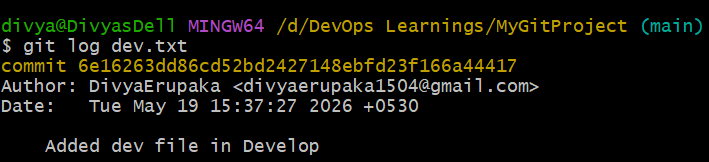 divya@DivyasDell MINGW64 /d/DevOps Learnings/MyGitProject (main)
$ git log dev.txt
commit 6e16263dd86cd52bd2427148ebfd23f166a44417
Author: DivyaErupaka <divyaerupaka1504@gmail.com>
Date:   Tue May 19 15:37:27 2026 +0530
    Added dev file in Develop